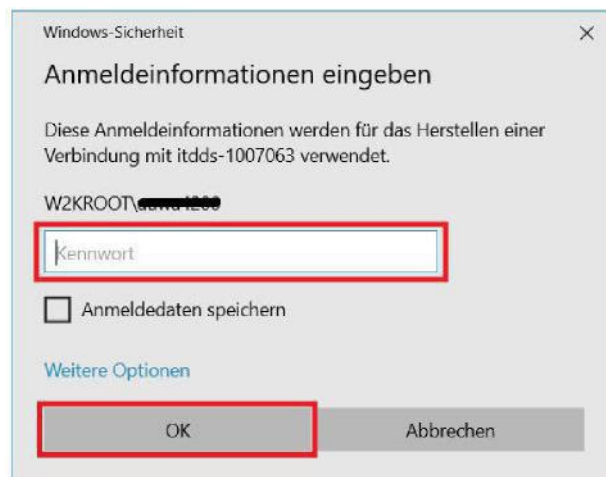 Windows-Sicherheit
Anmeldeinformationen eingeben
Diese Anmeldeinformationen werden für das Herstellen einer
Verbindung mit itdds-1007063 verwendet.
W2KROOT\
Kennwort
Anmeldedaten speichern
Weitere Optionen
OK Abbrechen